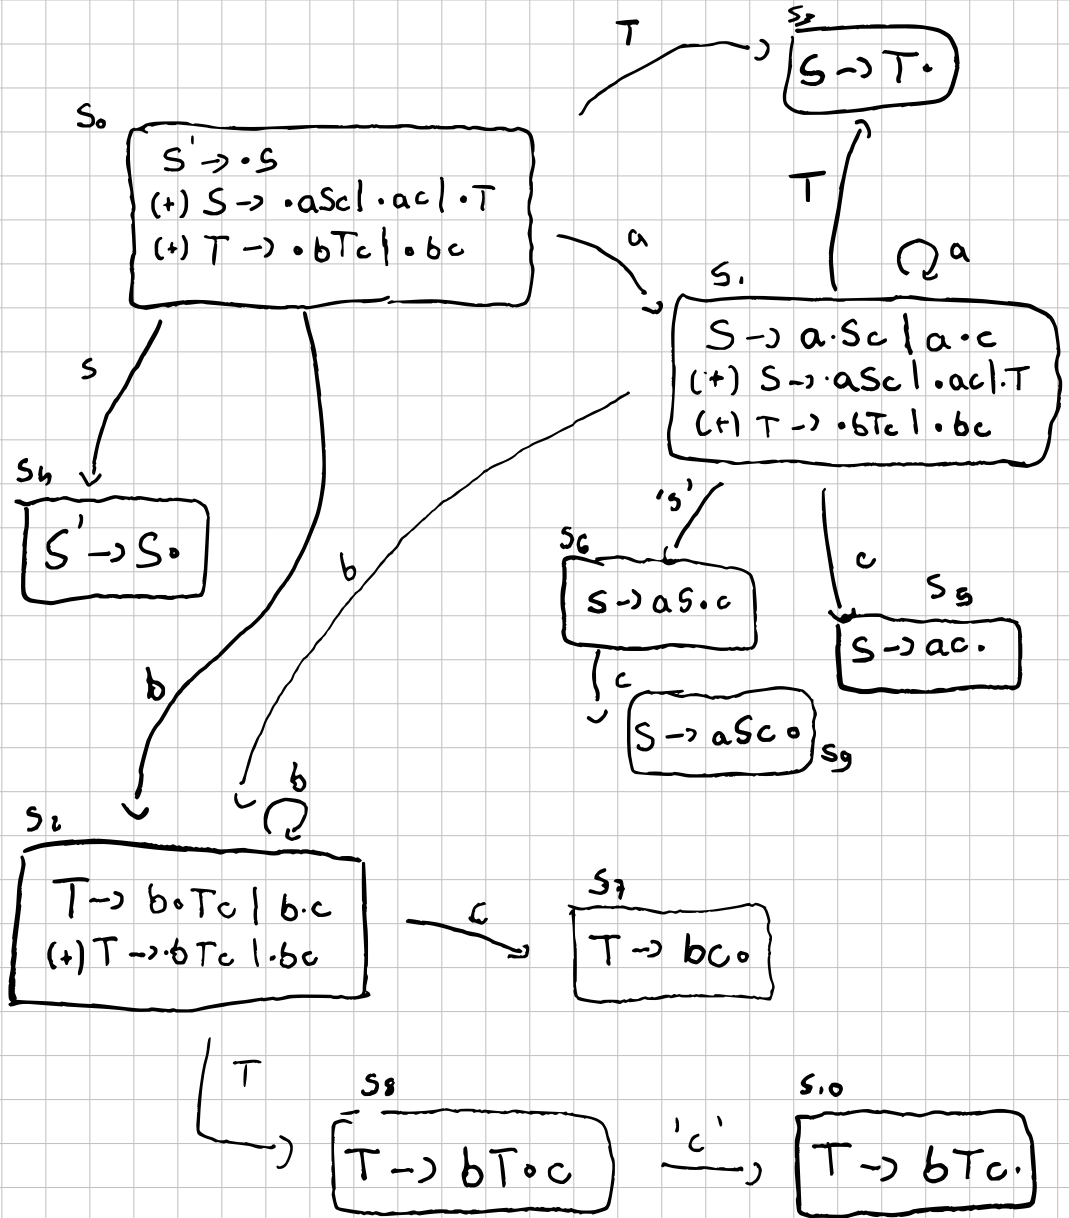 S₃
T
S → T•
S₀
S' → •S
(+) S → •aSc | •ac | •T
(+) T → •bTc | •bc
a
T
S₁
a
S → a•Sc | a•c
(+) S → •aSc | •ac | •T
(+) T → •bTc | •bc
S
S₄
S' → S•
b
b
'S'
S₆
S → aS•c
c
S₅
S → ac•
c
S → aSc•
S₉
S₂
b
T → b•Tc | b•c
(+) T → •bTc | •bc
c
S₇
T → bc•
T
S₈
T → bT•c
'c'
S₁₀
T → bTc•